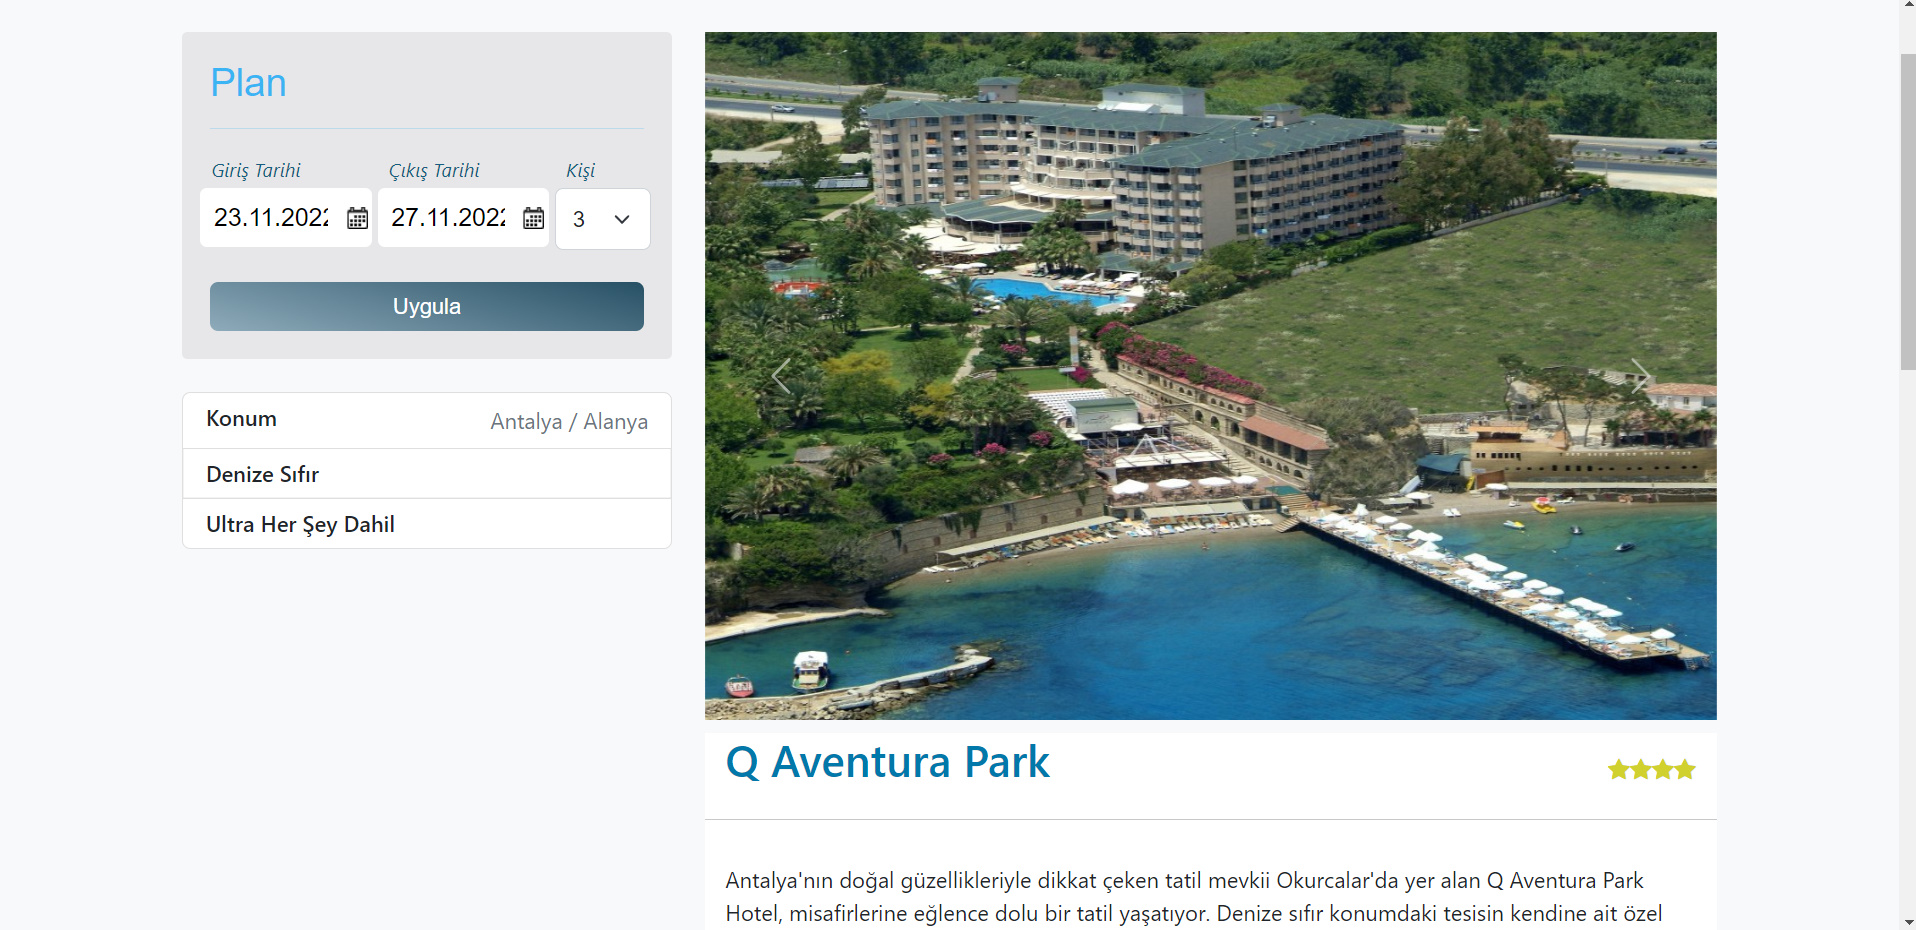 Plan
Giriş Tarihi
Çıkış Tarihi
Kişi
23.11.2022
27.11.2022
3
Uygula
Konum
Antalya / Alanya
Denize Sıfır
Ultra Her Şey Dahil
Q Aventura Park
Antalya'nın doğal güzellikleriyle dikkat çeken tatil mevkii Okurcalar'da yer alan Q Aventura Park
Hotel, misafirlerine eğlence dolu bir tatil yaşatıyor. Denize sıfır konumdaki tesisin kendine ait özel